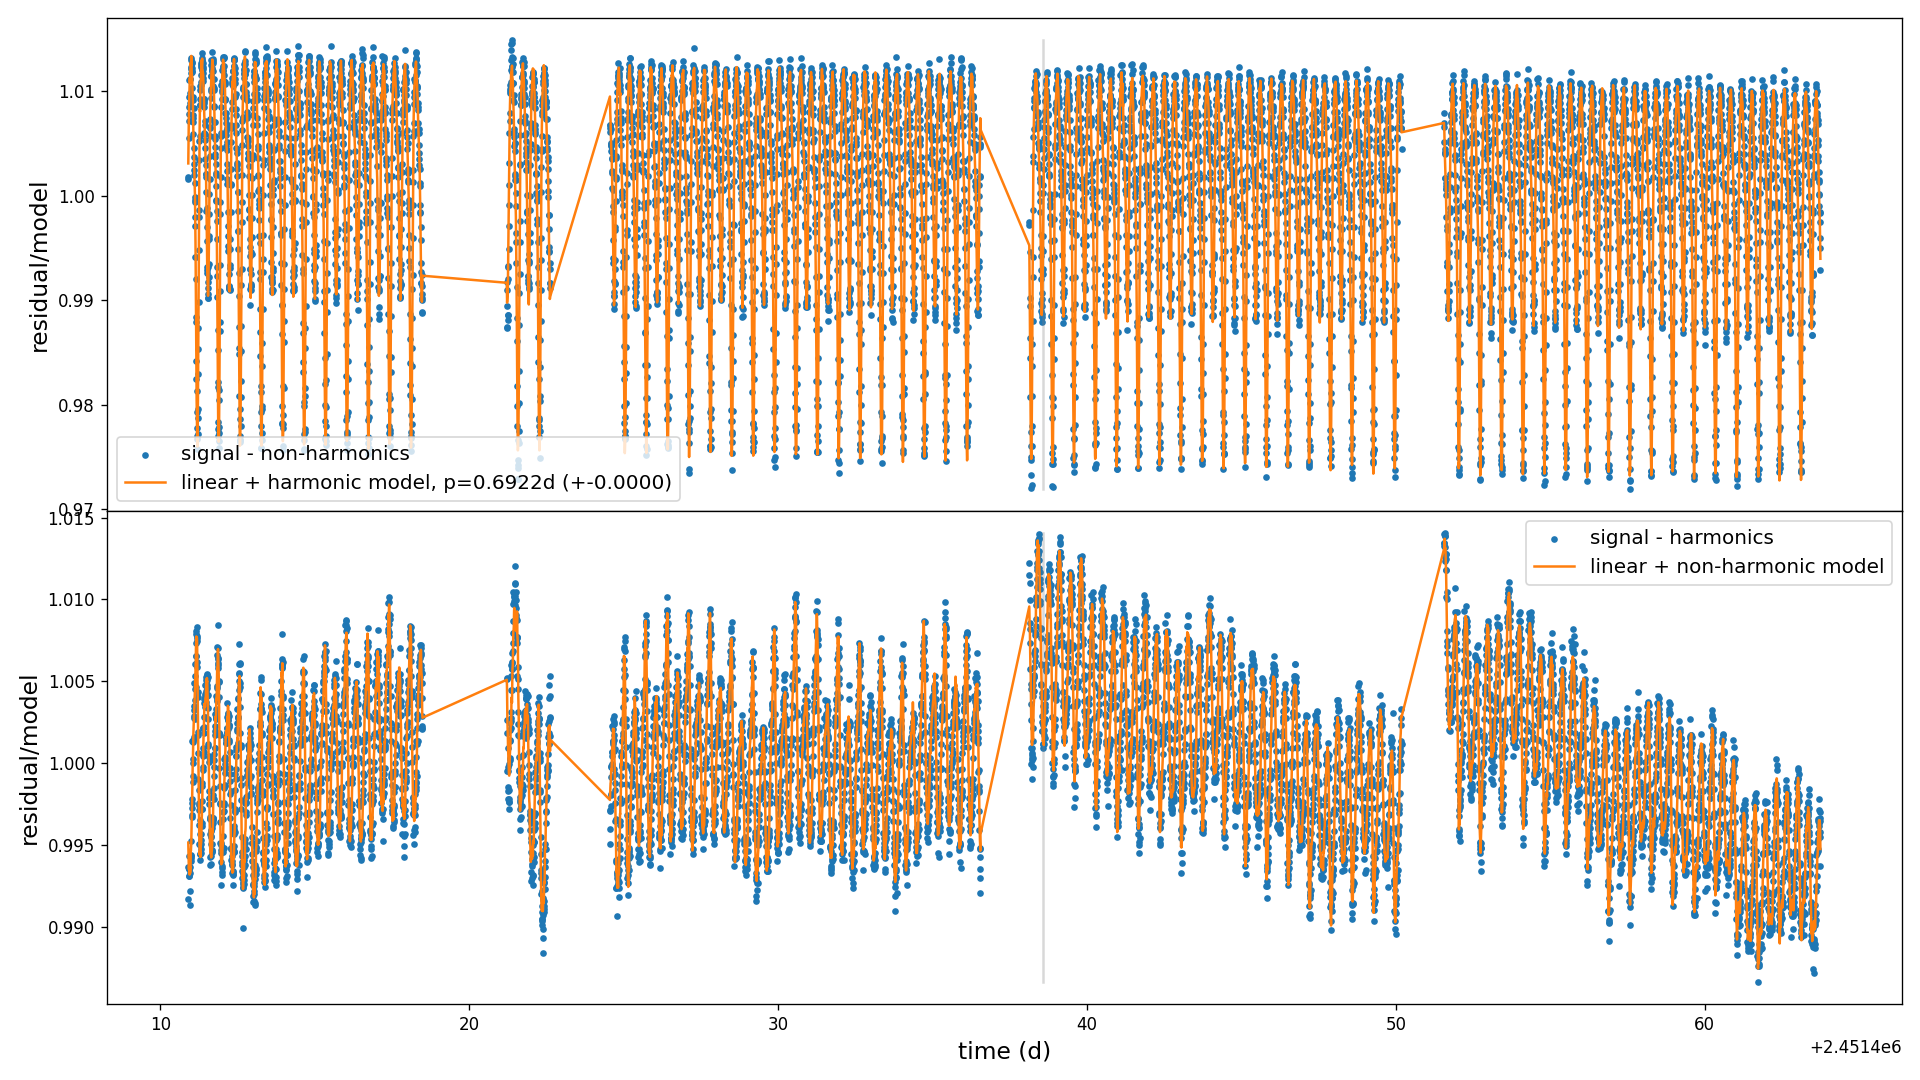 1.01
1.00
0.99
0.98
0.97
residual/model
signal - non-harmonics
linear + harmonic model, p=0.6922d (+-0.0000)
1.015
1.010
1.005
1.000
0.995
0.990
residual/model
signal - harmonics
linear + non-harmonic model
10 20 30 40 50 60
time (d)
+2.4514e6